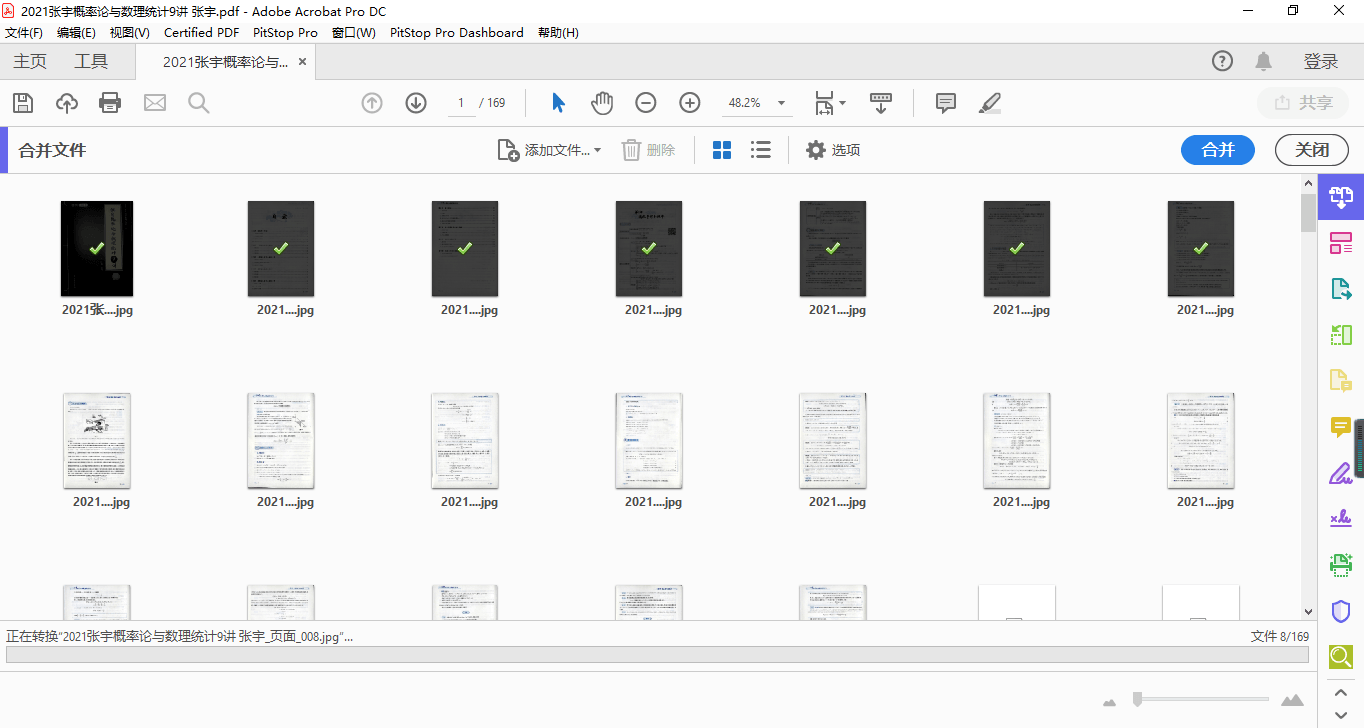 2021张宇概率论与数理统计9讲 张宇.pdf - Adobe Acrobat Pro DC
文件(F) 编辑(E) 视图(V) Certified PDF PitStop Pro 窗口(W) PitStop Pro Dashboard 帮助(H)
主页 工具 2021张宇概率论与... × 登录
1 / 169 48.2% 共享
合并文件 添加文件... 删除 选项 合并 关闭
2021张....jpg 2021....jpg 2021....jpg 2021....jpg 2021....jpg 2021....jpg 2021....jpg
2021....jpg 2021....jpg 2021....jpg 2021....jpg 2021....jpg 2021....jpg 2021....jpg
正在转换“2021张宇概率论与数理统计9讲 张宇_页面_008.jpg”... 文件 8/169